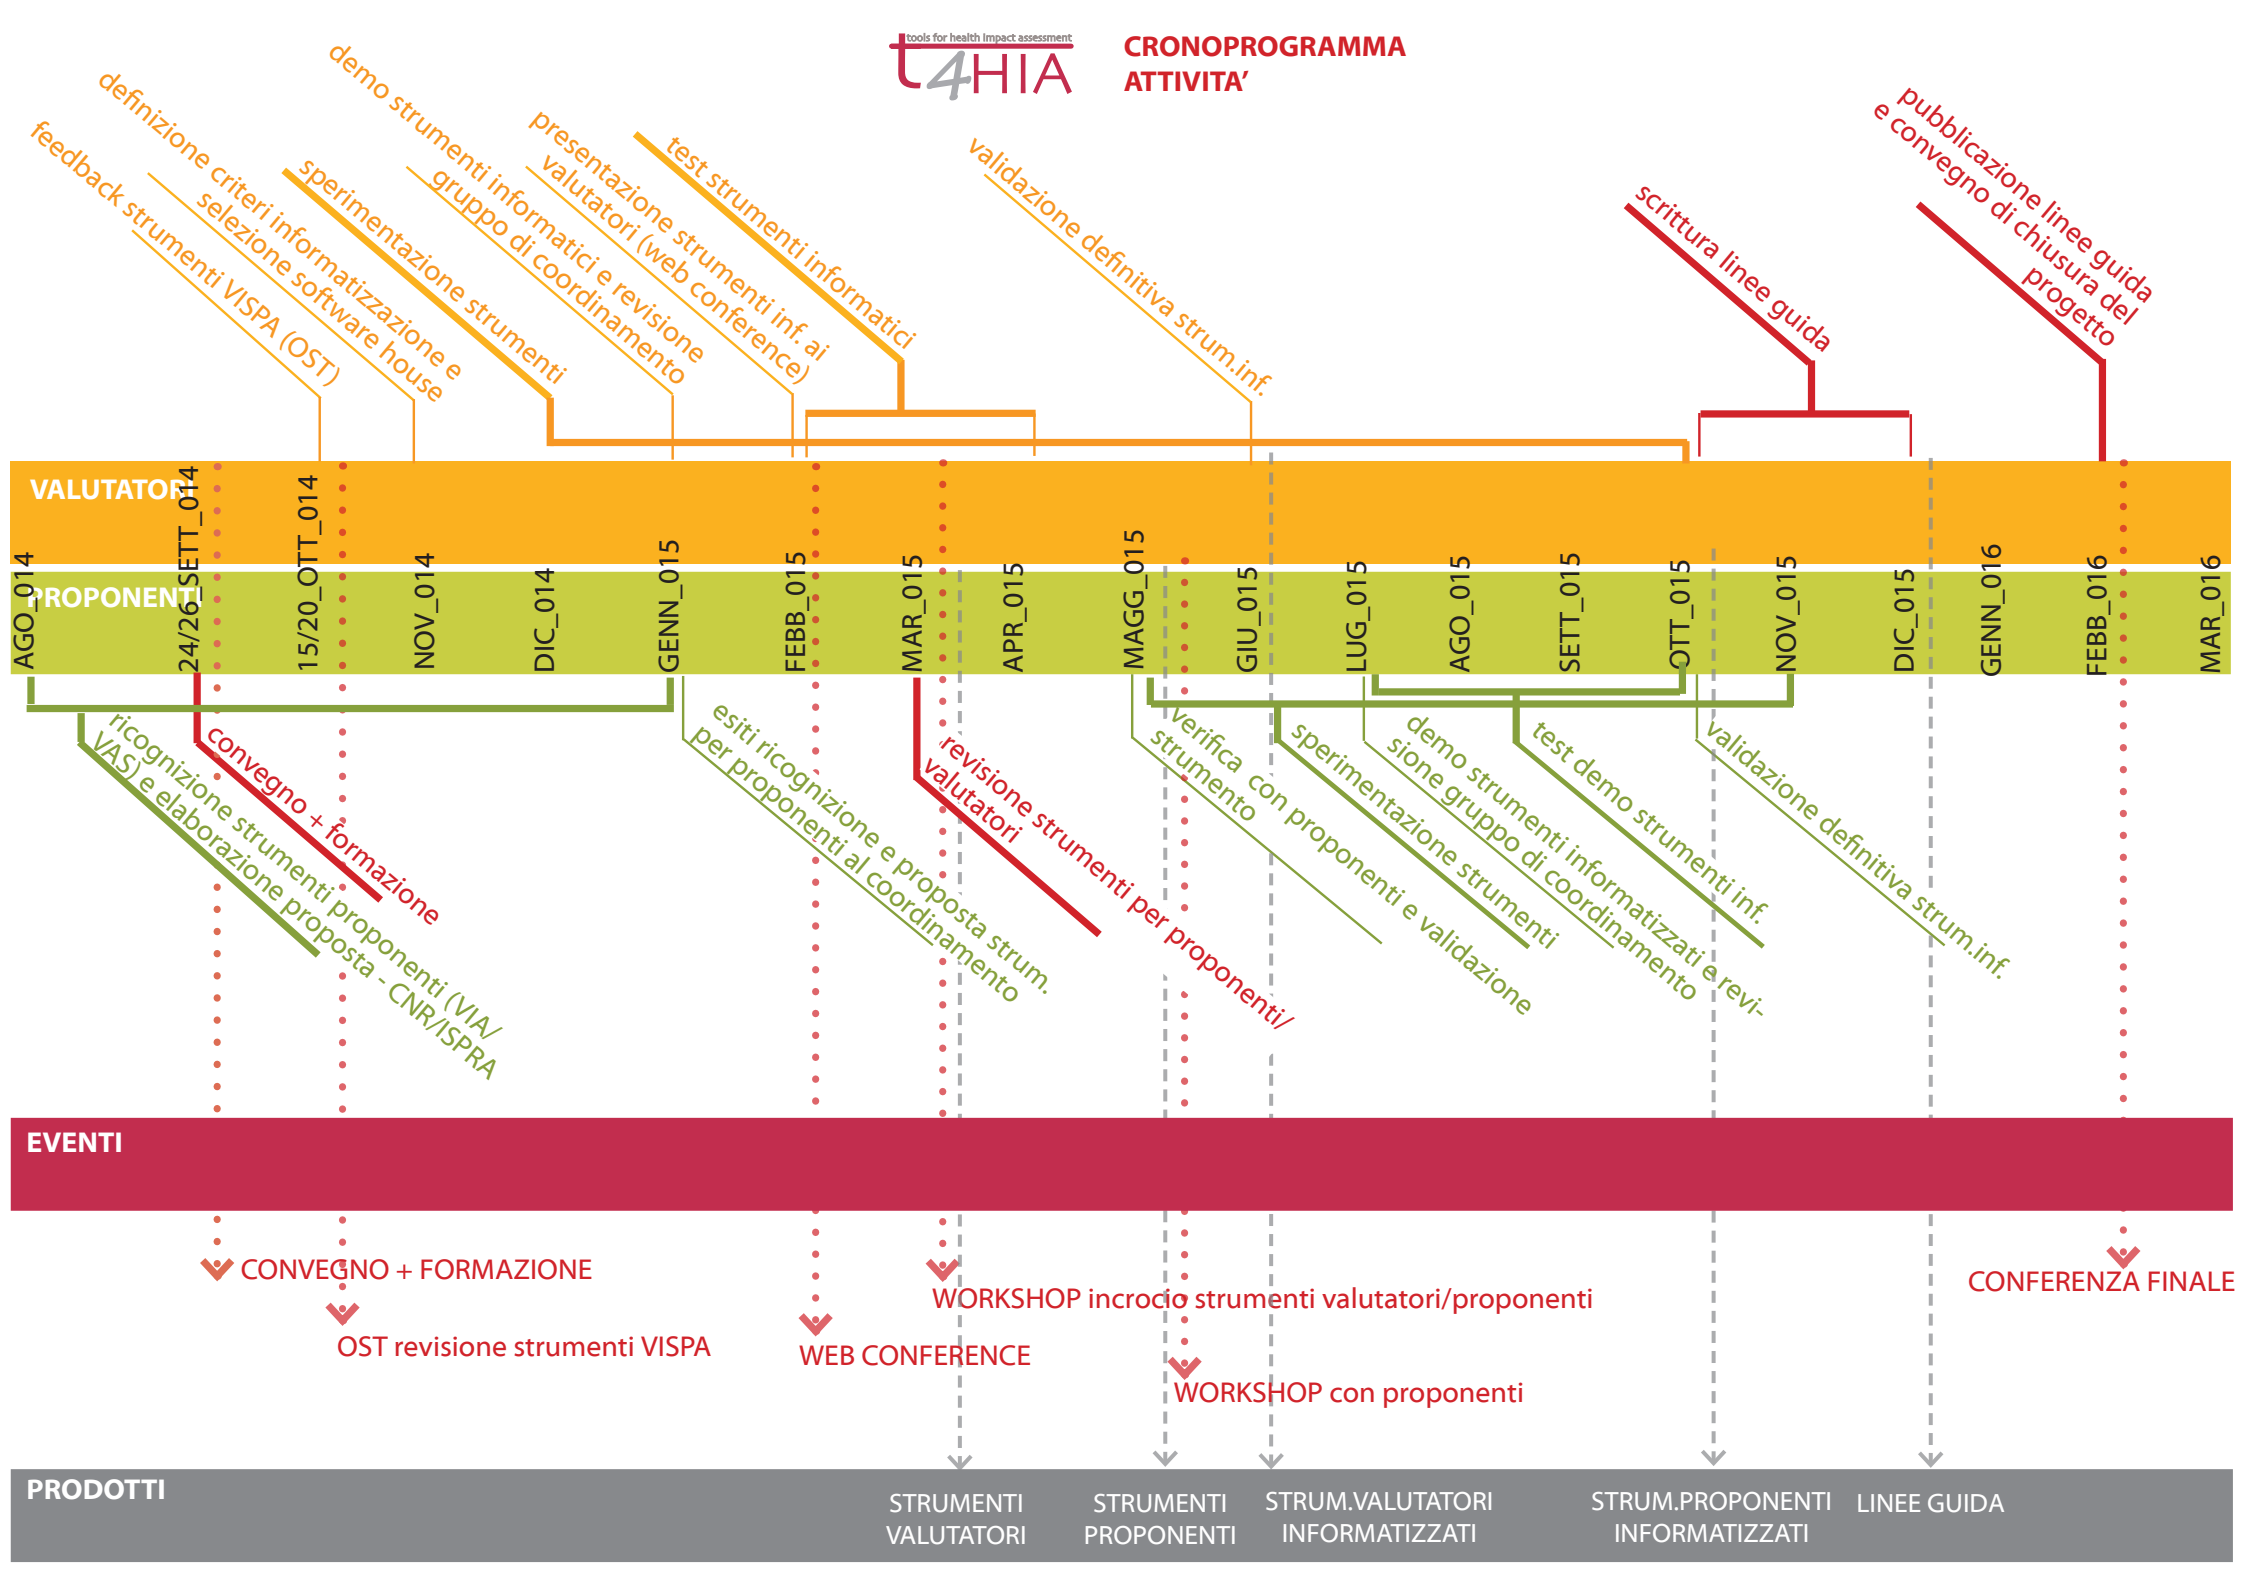 tools for health impact assessment
t4HIA
CRONOPROGRAMMA
ATTIVITA’
feedback strumenti VISPA (OST)
definizione criteri informatizzazione e
selezione software house
sperimentazione strumenti
demo strumenti informatici e revisione
gruppo di coordinamento
presentazione strumenti inf. ai
valutatori (web conference)
test strumenti informatici
validazione definitiva strum.inf.
scrittura linee guida
pubblicazione linee guida
e convegno di chiusura del
progetto
VALUTATORI
PROPONENTI
AGO_014
24/26_SETT_014
15/20_OTT_014
NOV_014
DIC_014
GENN_015
FEBB_015
MAR_015
APR_015
MAGG_015
GIU_015
LUG_015
AGO_015
SETT_015
OTT_015
NOV_015
DIC_015
GENN_016
FEBB_016
MAR_016
ricognizione strumenti proponenti (VIA/
VAS) e elaborazione proposta - CNR/ISPRA
convegno + formazione
esiti ricognizione e proposta strum.
per proponenti al coordinamento
revisione strumenti per proponenti/
valutatori
verifica con proponenti e validazione
strumento
sperimentazione strumenti
demo strumenti informatizzati e revi-
sione gruppo di coordinamento
test demo strumenti inf.
validazione definitiva strum.inf.
EVENTI
CONVEGNO + FORMAZIONE
OST revisione strumenti VISPA
WEB CONFERENCE
WORKSHOP incrocio strumenti valutatori/proponenti
WORKSHOP con proponenti
CONFERENZA FINALE
PRODOTTI
STRUMENTI
VALUTATORI
STRUMENTI
PROPONENTI
STRUM.VALUTATORI
INFORMATIZZATI
STRUM.PROPONENTI
INFORMATIZZATI
LINEE GUIDA